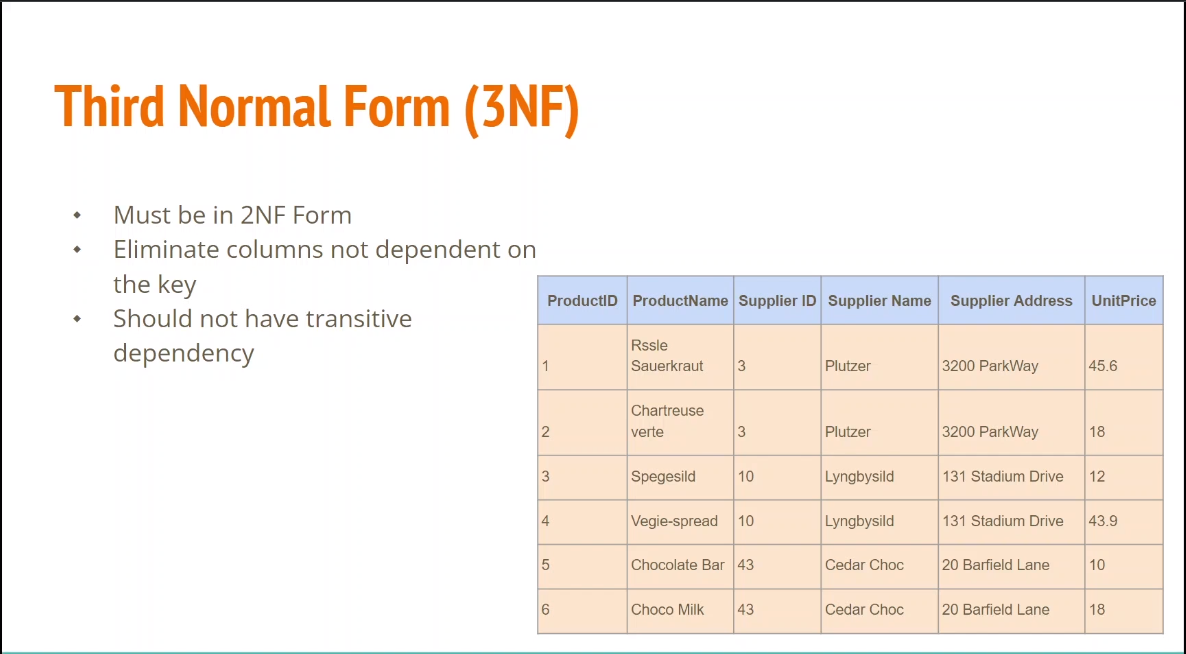 Third Normal Form (3NF)
Must be in 2NF Form
Eliminate columns not dependent on
the key
Should not have transitive
dependency
ProductID ProductName Supplier ID Supplier Name Supplier Address UnitPrice
1 Rssle Sauerkraut 3 Plutzer 3200 ParkWay 45.6
2 Chartreuse verte 3 Plutzer 3200 ParkWay 18
3 Spegesild 10 Lyngbysild 131 Stadium Drive 12
4 Vegie-spread 10 Lyngbysild 131 Stadium Drive 43.9
5 Chocolate Bar 43 Cedar Choc 20 Barfield Lane 10
6 Choco Milk 43 Cedar Choc 20 Barfield Lane 18